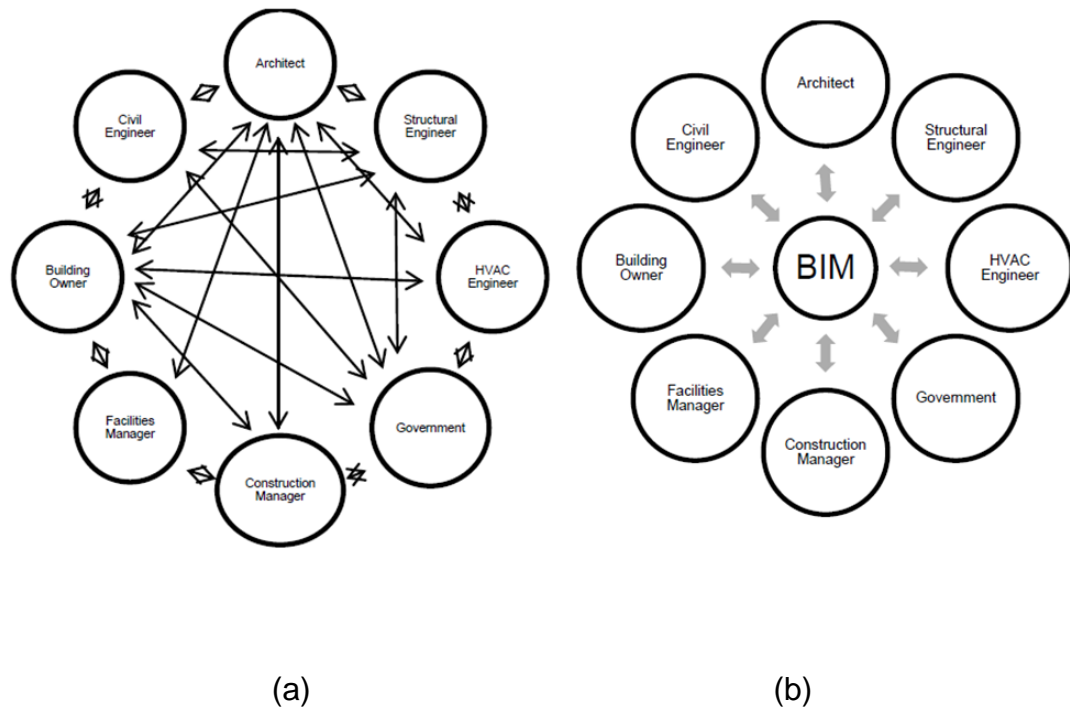 Architect
Civil
Engineer
Structural
Engineer
Building
Owner
HVAC
Engineer
Facilities
Manager
Government
Construction
Manager
(a)
Architect
Civil
Engineer
Structural
Engineer
Building
Owner
BIM
HVAC
Engineer
Facilities
Manager
Government
Construction
Manager
(b)